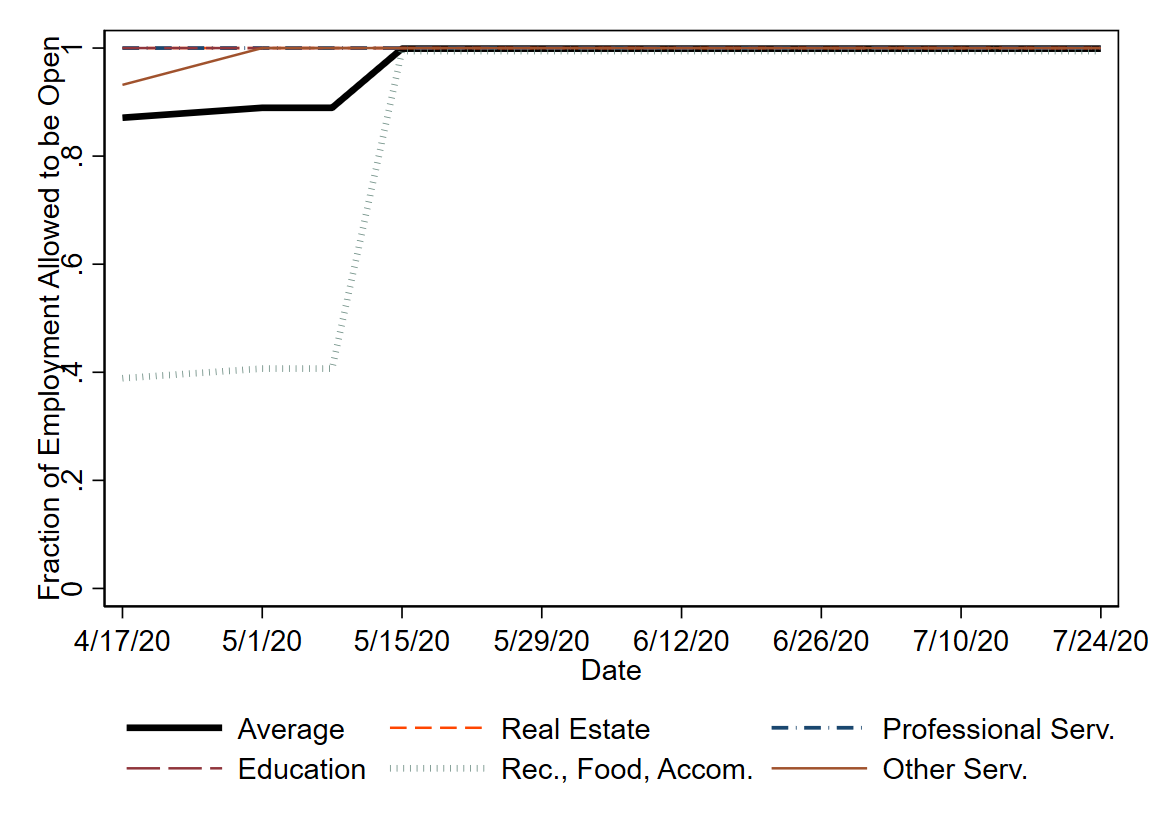 Fraction of Employment Allowed to be Open
1
.8
.6
.4
.2
0
4/17/20 5/1/20 5/15/20 5/29/20 6/12/20 6/26/20 7/10/20 7/24/20
Date
Average Real Estate Professional Serv.
Education Rec., Food, Accom. Other Serv.